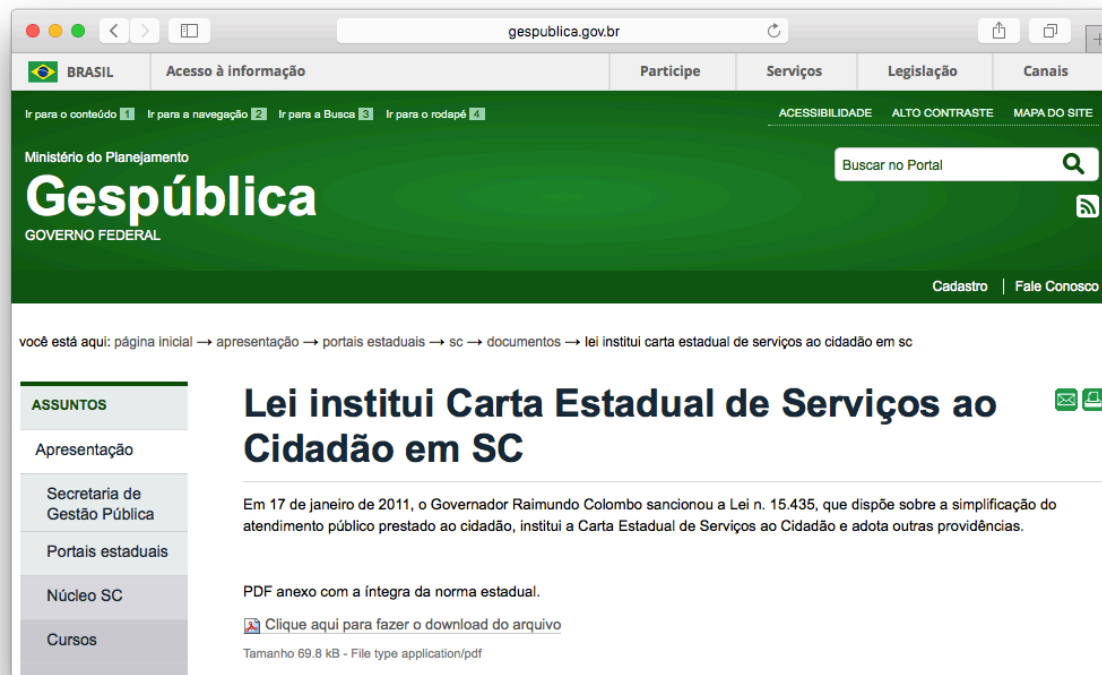 gespublica.gov.br
BRASIL Acesso à informação Participe Serviços Legislação Canais
Ir para o conteúdo 1 Ir para a navegação 2 Ir para a Busca 3 Ir para o rodapé 4 ACESSIBILIDADE ALTO CONTRASTE MAPA DO SITE
Ministério do Planejamento
Buscar no Portal
Gespública
GOVERNO FEDERAL
Cadastro | Fale Conosco
você está aqui: página inicial → apresentação → portais estaduais → sc → documentos → lei institui carta estadual de serviços ao cidadão em sc
ASSUNTOS
Apresentação
Secretaria de
Gestão Pública
Portais estaduais
Núcleo SC
Cursos
Lei institui Carta Estadual de Serviços ao
Cidadão em SC
Em 17 de janeiro de 2011, o Governador Raimundo Colombo sancionou a Lei n. 15.435, que dispõe sobre a simplificação do
atendimento público prestado ao cidadão, institui a Carta Estadual de Serviços ao Cidadão e adota outras providências.
PDF anexo com a íntegra da norma estadual.
Clique aqui para fazer o download do arquivo
Tamanho 69.8 kB - File type application/pdf